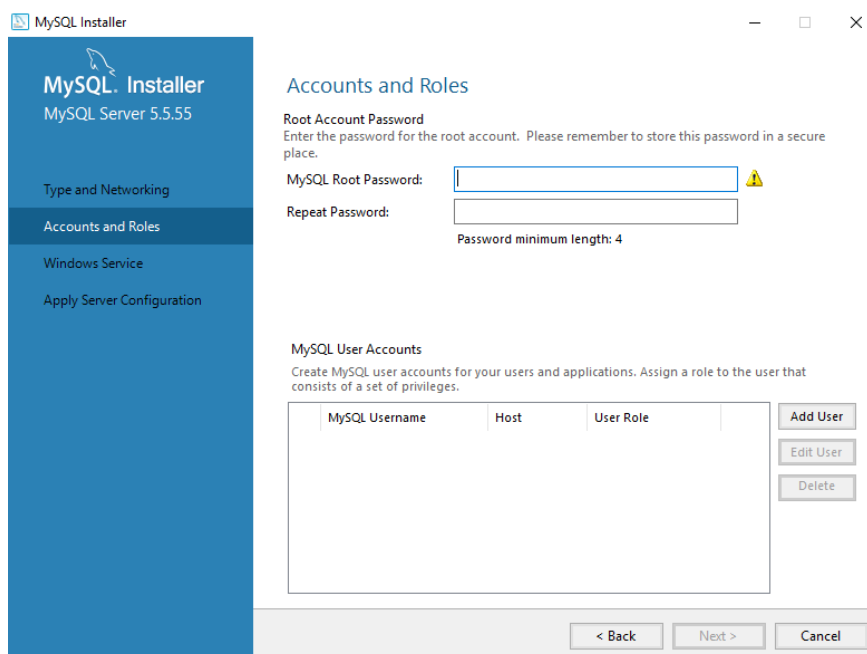 MySQL Installer
MySQL. Installer
MySQL Server 5.5.55
Type and Networking
Accounts and Roles
Windows Service
Apply Server Configuration
Accounts and Roles
Root Account Password
Enter the password for the root account.  Please remember to store this password in a secure
place.
MySQL Root Password:
Repeat Password:
Password minimum length: 4
MySQL User Accounts
Create MySQL user accounts for your users and applications. Assign a role to the user that
consists of a set of privileges.
MySQL Username Host User Role
Add User
Edit User
Delete
< Back Next > Cancel